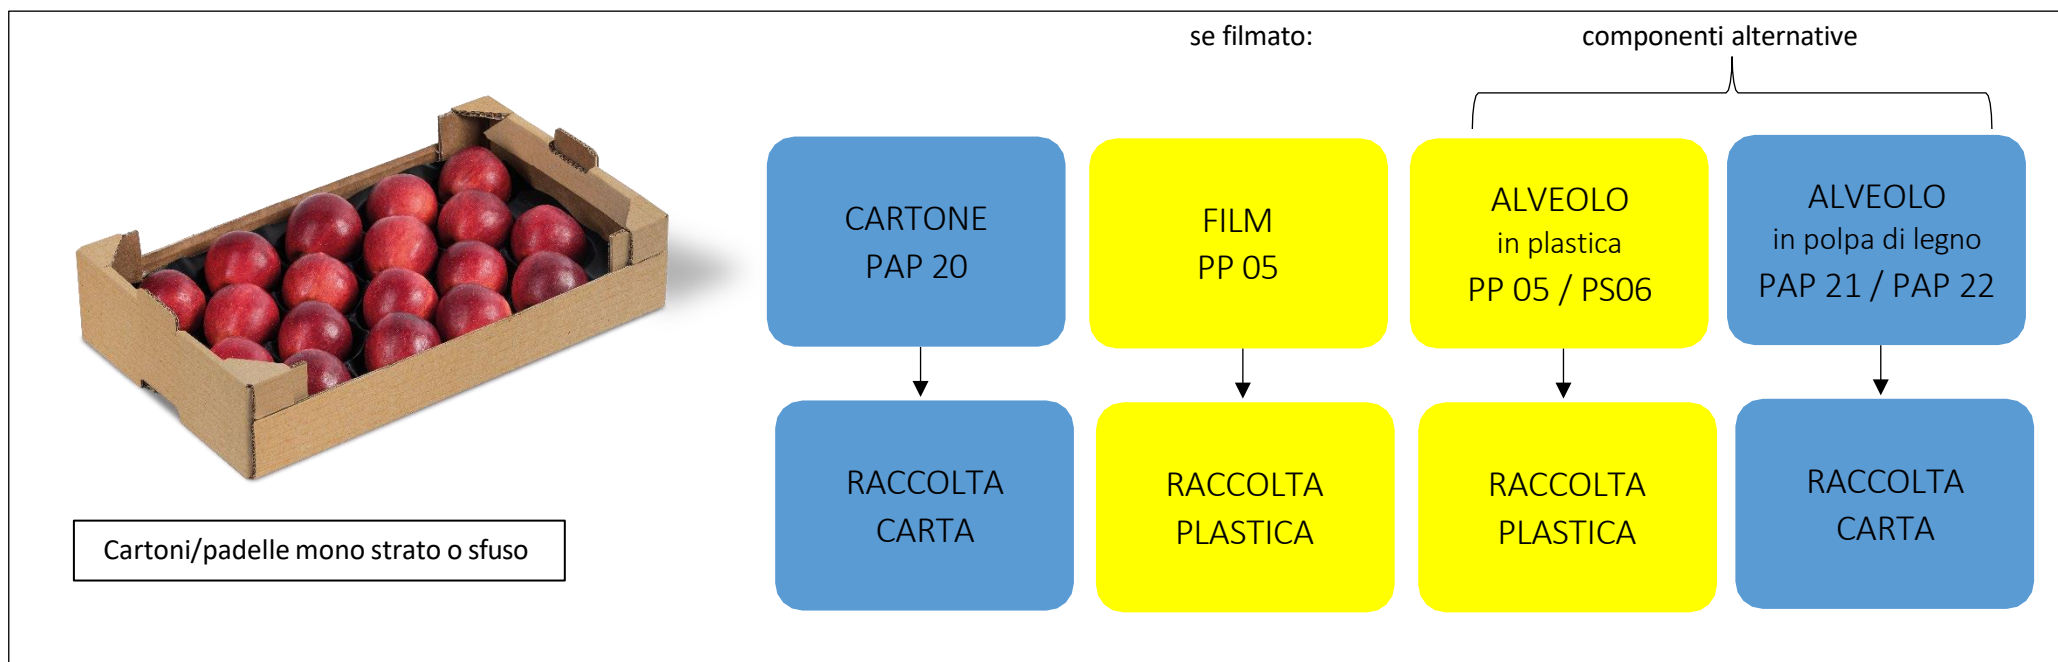 se filmato:
componenti alternative
CARTONE
PAP 20
FILM
PP 05
ALVEOLO
in plastica
PP 05 / PS06
ALVEOLO
in polpa di legno
PAP 21 / PAP 22
RACCOLTA
CARTA
RACCOLTA
PLASTICA
RACCOLTA
PLASTICA
RACCOLTA
CARTA
Cartoni/padelle mono strato o sfuso